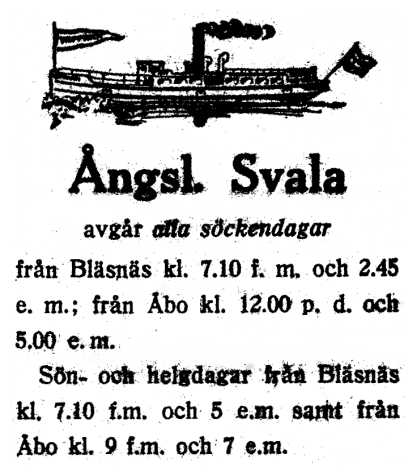 Ångsl. Svala
avgår alla söckendagar
från Bläsnäs kl. 7.10 f. m. och 2.45
e. m.; från Åbo kl. 12.00 p. d. och
5,00 e. m.
Sön- och helgdagar från Bläsnäs
kl. 7.10 f.m. och 5 e.m. samt från
Åbo kl. 9 f.m. och 7 e.m.